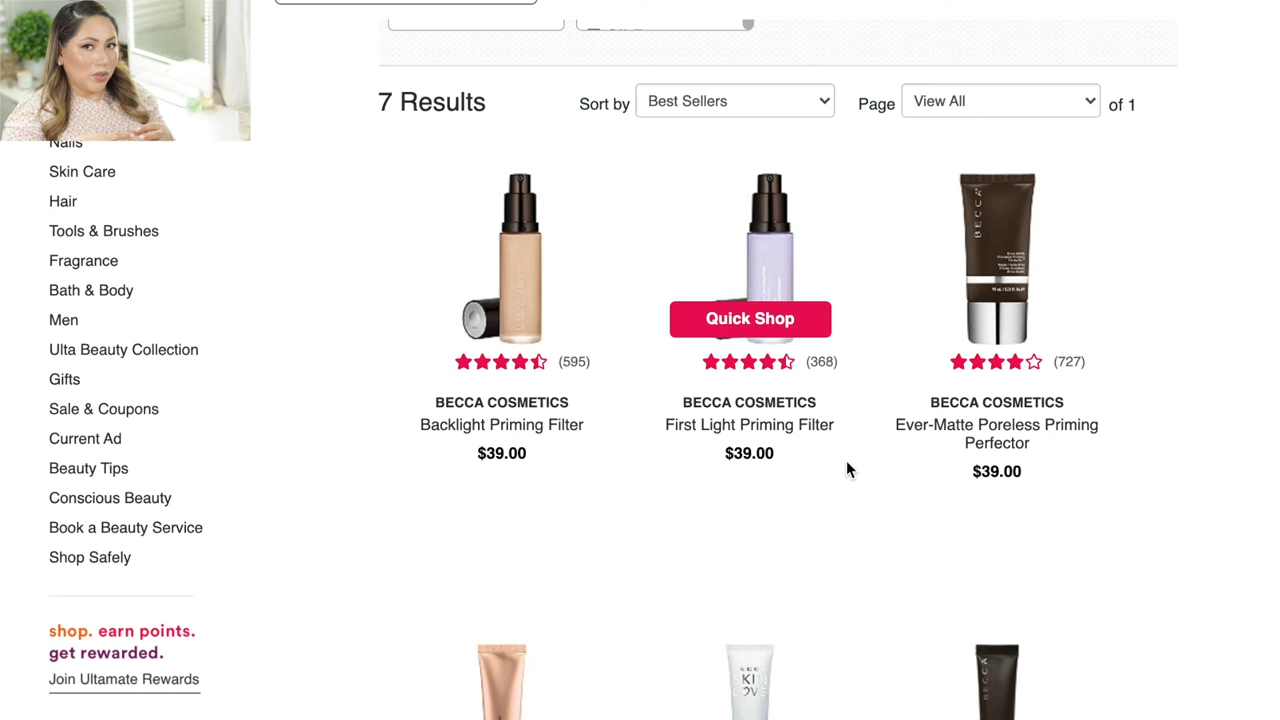 7 Results
Sort by
Best Sellers
Page
View All
of 1
Nails
Skin Care
Hair
Tools & Brushes
Fragrance
Bath & Body
Men
Ulta Beauty Collection
Gifts
Sale & Coupons
Current Ad
Beauty Tips
Conscious Beauty
Book a Beauty Service
Shop Safely
shop. earn points.
get rewarded.
Join Ultamate Rewards
(595)
BECCA COSMETICS
Backlight Priming Filter
$39.00
Quick Shop
(368)
BECCA COSMETICS
First Light Priming Filter
$39.00
BECCA
(727)
BECCA COSMETICS
Ever-Matte Poreless Priming
Perfector
$39.00
BECCA